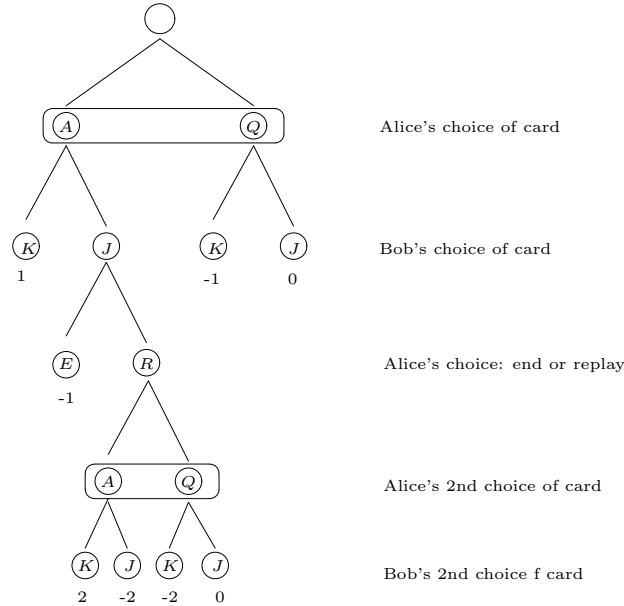 A Q Alice's choice of card
K J K J Bob's choice of card
1 -1 0
E R Alice's choice: end or replay
-1
A Q Alice's 2nd choice of card
K J K J Bob's 2nd choice f card
2 -2 -2 0